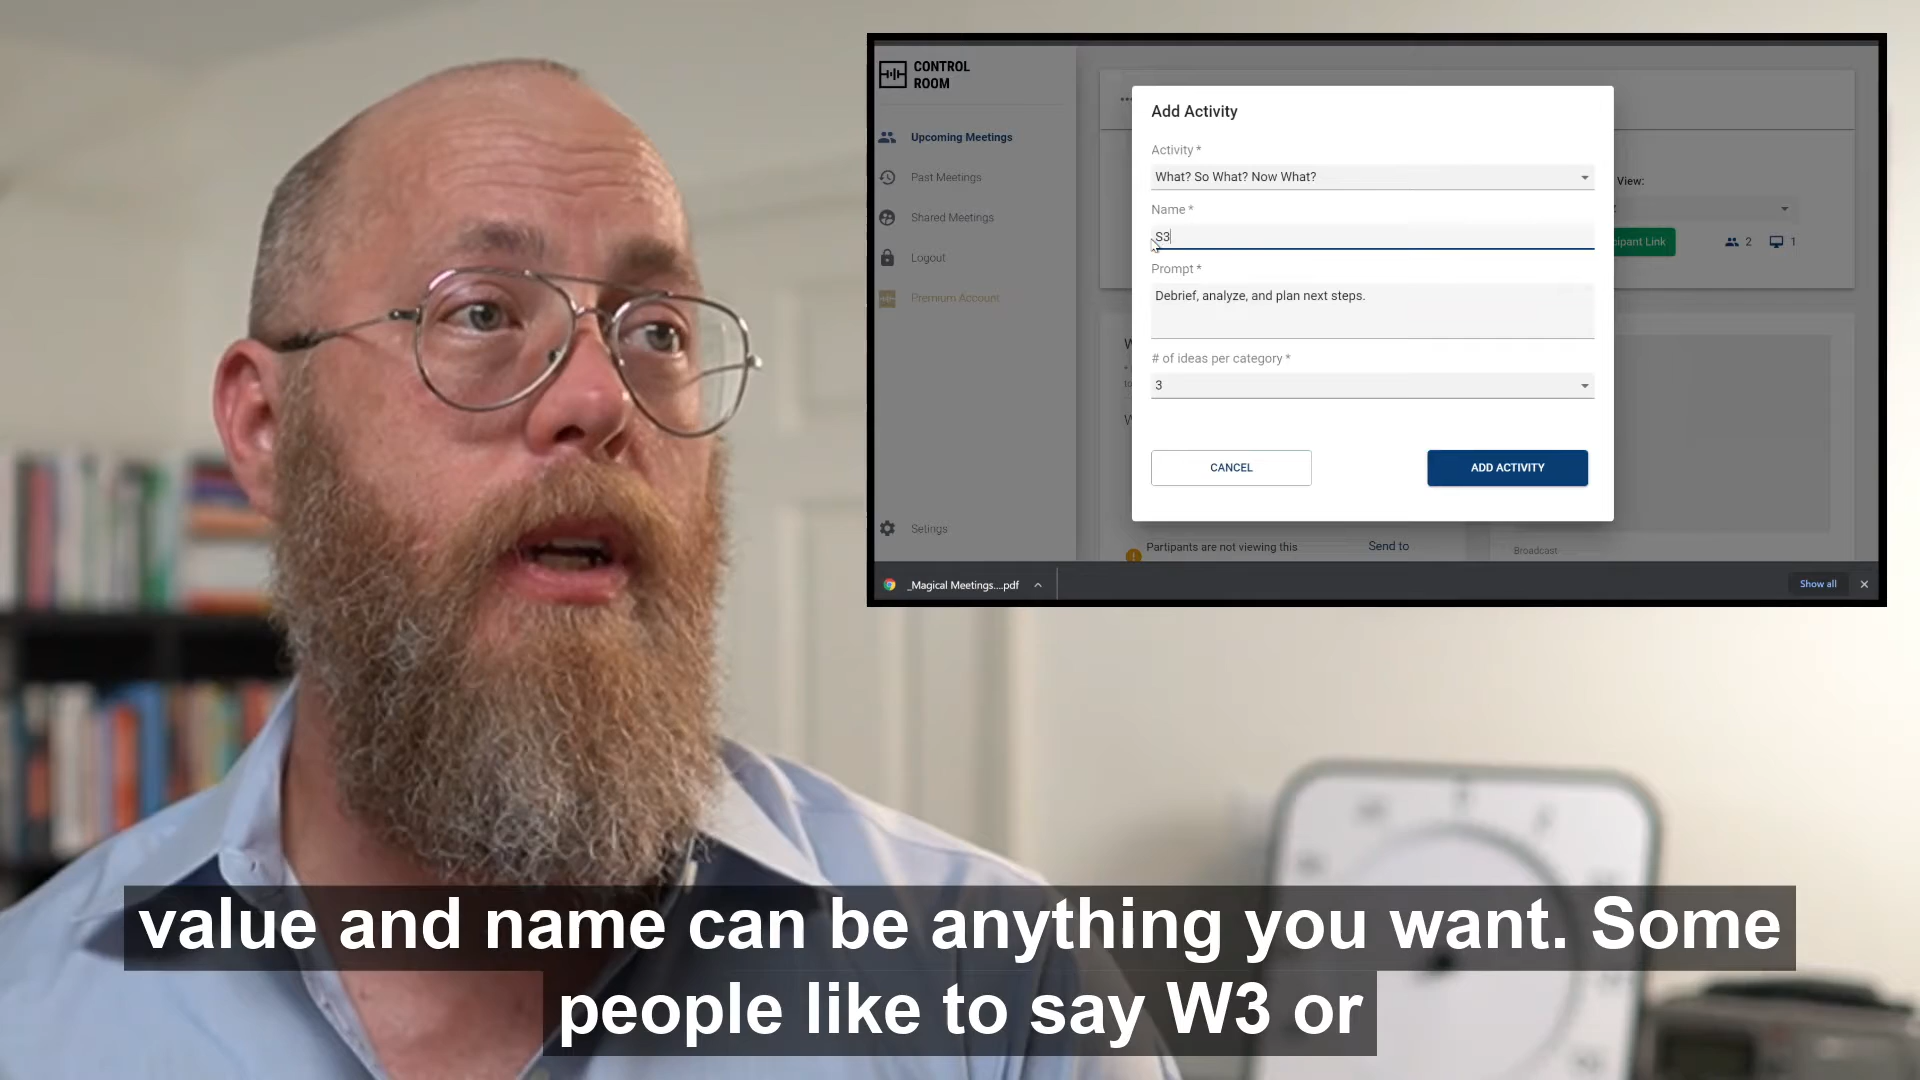 CONTROL
ROOM
Upcoming Meetings
Past Meetings
Shared Meetings
Logout
Premium Account
Setings
Add Activity
Activity *
What? So What? Now What?
Name *
S3
Prompt *
Debrief, analyze, and plan next steps.
# of ideas per category *
3
CANCEL
ADD ACTIVITY
View:
cipant Link
2
1
Partipants are not viewing this
Send to
Broadcast
_Magical Meetings....pdf
Show all
value and name can be anything you want. Some
people like to say W3 or